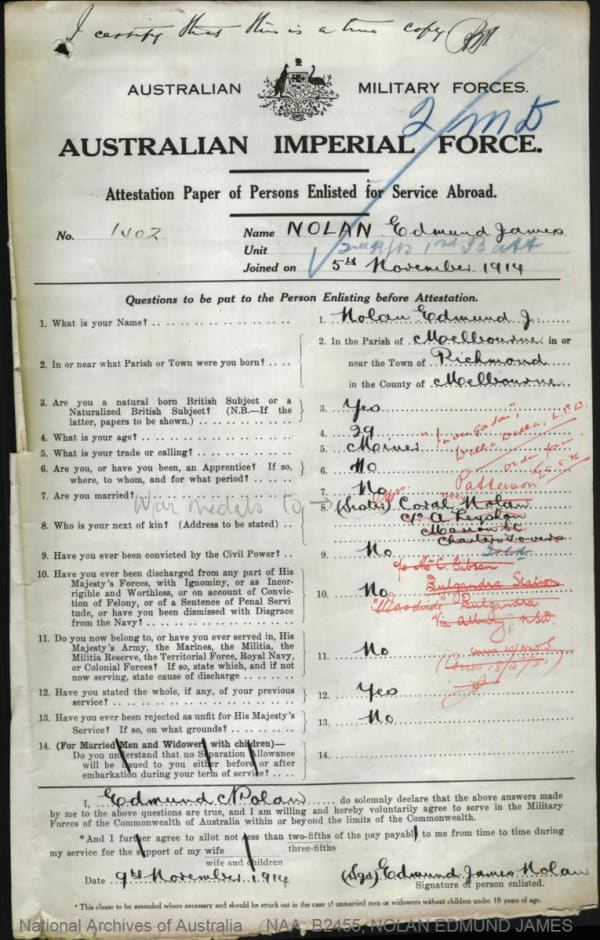 I certify that this is a true copy
AUSTRALIAN MILITARY FORCES.
2 MD
AUSTRALIAN IMPERIAL FORCE.
Attestation Paper of Persons Enlisted for Service Abroad.
No. Name NOLAN Edmund James
Unit 1st Batt
Joined on 5th November 1914
Questions to be put to the Person Enlisting before Attestation.
1. What is your Name? 1. Nolan Edmund J.
2. In or near what Parish or Town were you born? 2. In the Parish of Melbourne in or
near the Town of Richmond
in the County of Melbourne
3. Are you a natural born British Subject or a
Naturalized British Subject? (N.B.—If the
latter, papers to be shown.) 3. Yes
4. What is your age? 4. 29
5. What is your trade or calling? 5. Miner
6. Are you, or have you been, an Apprentice? If so,
where, to whom, and for what period? 6. No
7. Are you married? 7. No
Patterson
War medals to → (Sister) Coral Nolan
8. Who is your next of kin? (Address to be stated) 8.
Charters Towers
9. Have you ever been convicted by the Civil Power? 9. No
Gibson
10. Have you ever been discharged from any part of His
Majesty's Forces, with Ignominy, or as Incor-
rigible and Worthless, or on account of Convic-
tion of Felony, or of a Sentence of Penal Servi-
tude, or have you been dismissed with Disgrace
from the Navy? 10. No
Bulgandra Station
"Woodside" Bulgandra
Via Albury NSW.
11. Do you now belong to, or have you ever served in, His
Majesty's Army, the Marines, the Militia, the
Militia Reserve, the Territorial Force, Royal Navy,
or Colonial Forces? If so, state which, and if not
now serving, state cause of discharge 11. No
12. Have you stated the whole, if any, of your previous
service? 12. Yes
13. Have you ever been rejected as unfit for His Majesty's
Service? If so, on what grounds? 13. No
14. (For Married Men and Widowers with children)—
Do you understand that no Separation Allowance
will be issued to you either before or after
embarkation during your term of service? 14.
I, Edmund Nolan do solemnly declare that the above answers made
by me to the above questions are true, and I am willing and hereby voluntarily agree to serve in the Military
Forces of the Commonwealth of Australia within or beyond the limits of the Commonwealth.
*And I further agree to allot not less than two-fifths of the pay payable to me from time to time during
three-fifths
my service for the support of my wife
wife and children
Date 9th November 1914 (Sgd) Edmund James Nolan
Signature of person enlisted.
*This clause to be amended where necessary and should be struck out in the case of unmarried men or widowers without children under 18 years of age.
National Archives of Australia NAA: B2455, NOLAN EDMUND JAMES